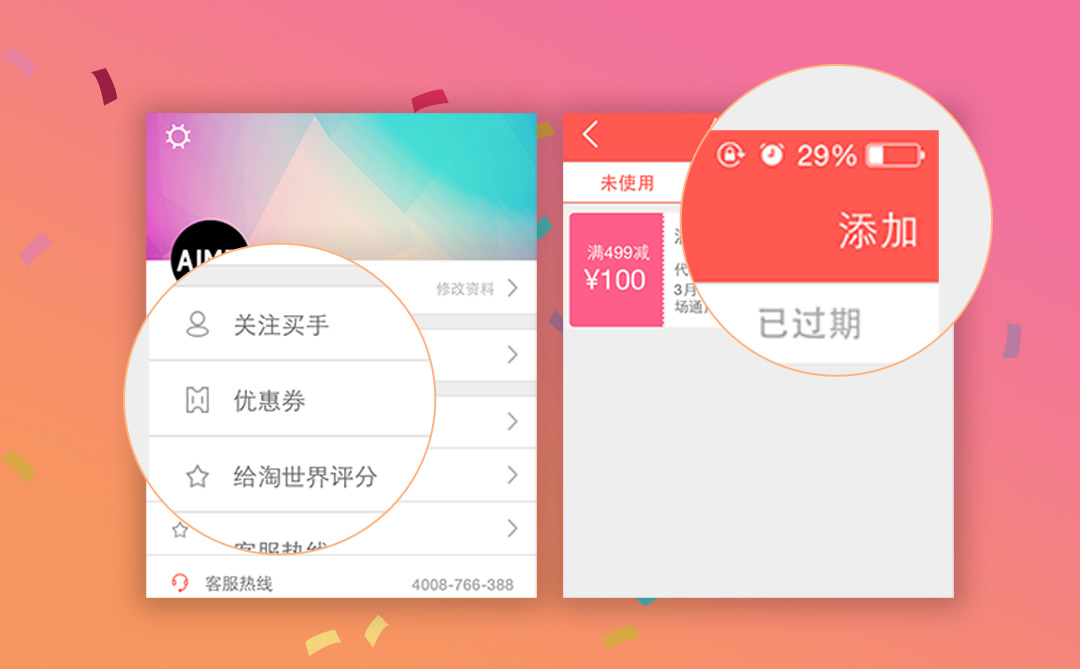 修改资料
关注买手
优惠券
给淘世界评分
客服热线
客服热线
4008-766-388
29%
添加
未使用
已过期
满499减
¥100
代
3月
场通